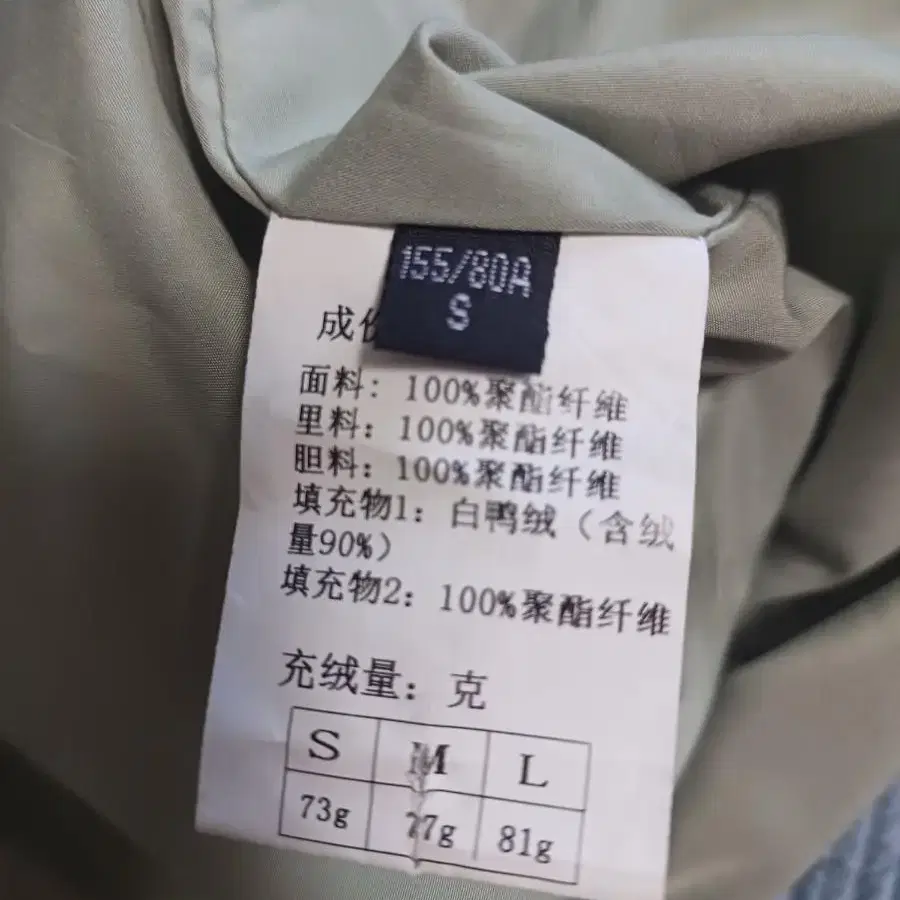 155/80A
S
成份
面料：100%聚酯纤维
里料：100%聚酯纤维
胆料：100%聚酯纤维
填充物1：白鸭绒（含绒
量90%）
填充物2：100%聚酯纤维
充绒量：克
S M L
73g 77g 81g